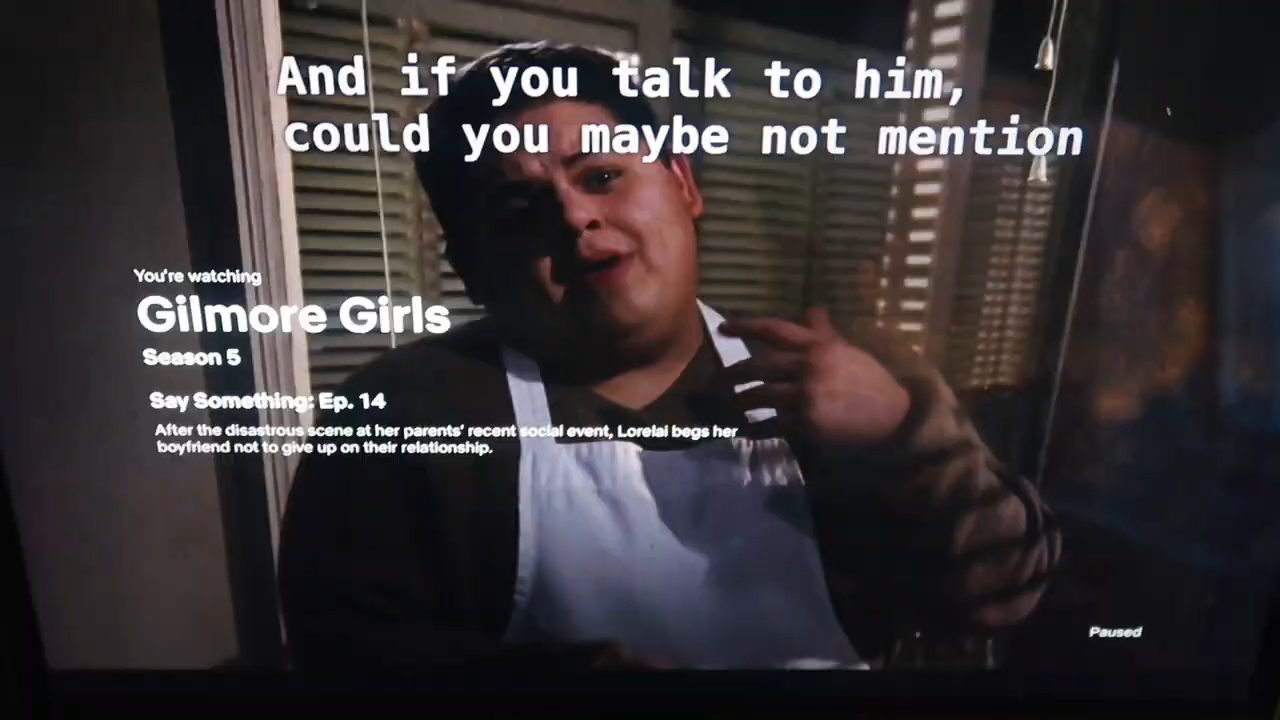 And if you talk to him,
could you maybe not mention
You're watching
Gilmore Girls
Season 5
Say Something: Ep. 14
After the disastrous scene at her parents' recent social event, Lorelai begs her
boyfriend not to give up on their relationship.
Paused